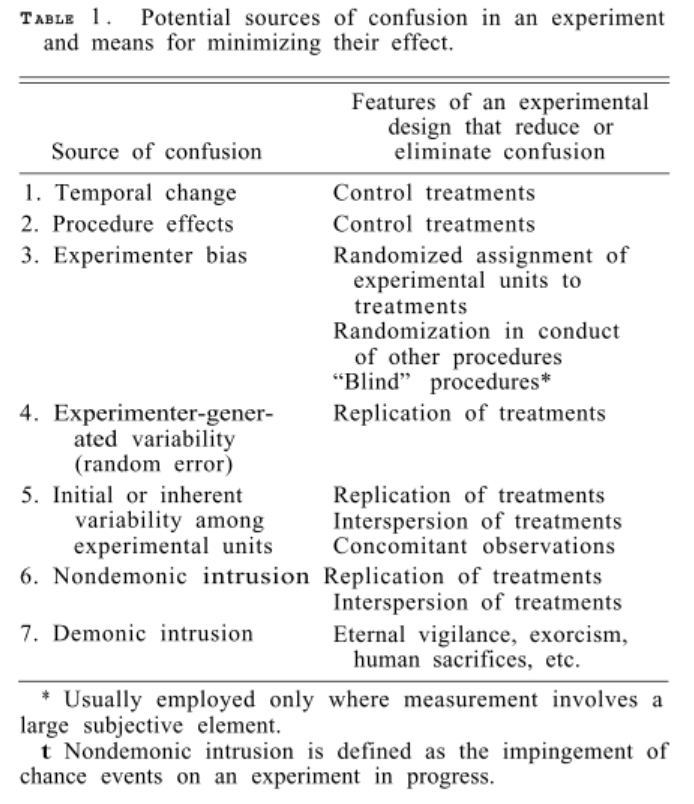 TABLE 1. Potential sources of confusion in an experiment
and means for minimizing their effect.
Source of confusion
Features of an experimental
design that reduce or
eliminate confusion
1. Temporal change Control treatments
2. Procedure effects Control treatments
3. Experimenter bias Randomized assignment of
experimental units to
treatments
Randomization in conduct
of other procedures
“Blind” procedures*
4. Experimenter-gener-
ated variability
(random error)
Replication of treatments
5. Initial or inherent
variability among
experimental units
Replication of treatments
Interspersion of treatments
Concomitant observations
6. Nondemonic intrusion Replication of treatments
Interspersion of treatments
7. Demonic intrusion Eternal vigilance, exorcism,
human sacrifices, etc.
* Usually employed only where measurement involves a
large subjective element.
t Nondemonic intrusion is defined as the impingement of
chance events on an experiment in progress.